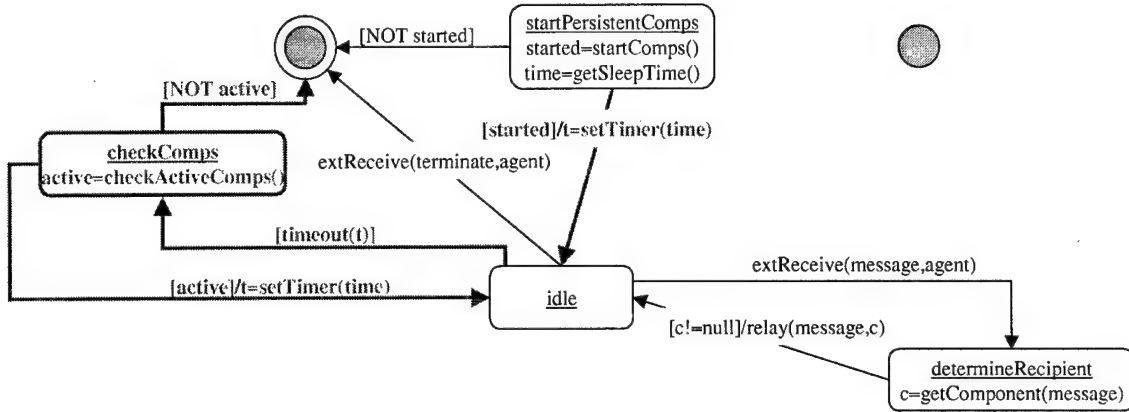 startPersistentComps
[NOT started]
started=startComps()
time=getSleepTime()
[NOT active]
[started]/t=setTimer(time)
checkComps
active=checkActiveComps()
extReceive(terminate,agent)
[timeout(t)]
extReceive(message,agent)
[active]/t=setTimer(time)
idle
[c!=null]/relay(message,c)
determineRecipient
c=getComponent(message)